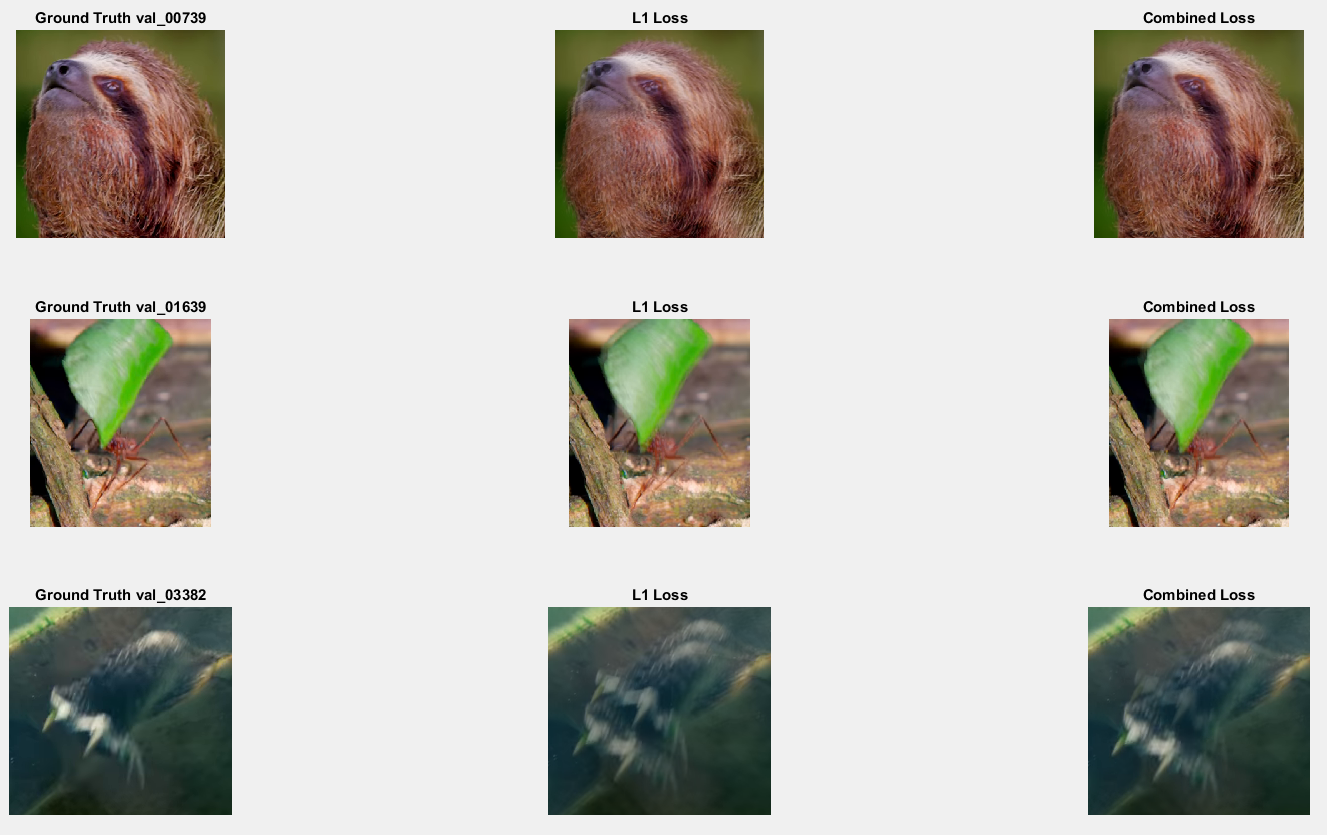 Ground Truth val_00739
L1 Loss
Combined Loss
Ground Truth val_01639
L1 Loss
Combined Loss
Ground Truth val_03382
L1 Loss
Combined Loss